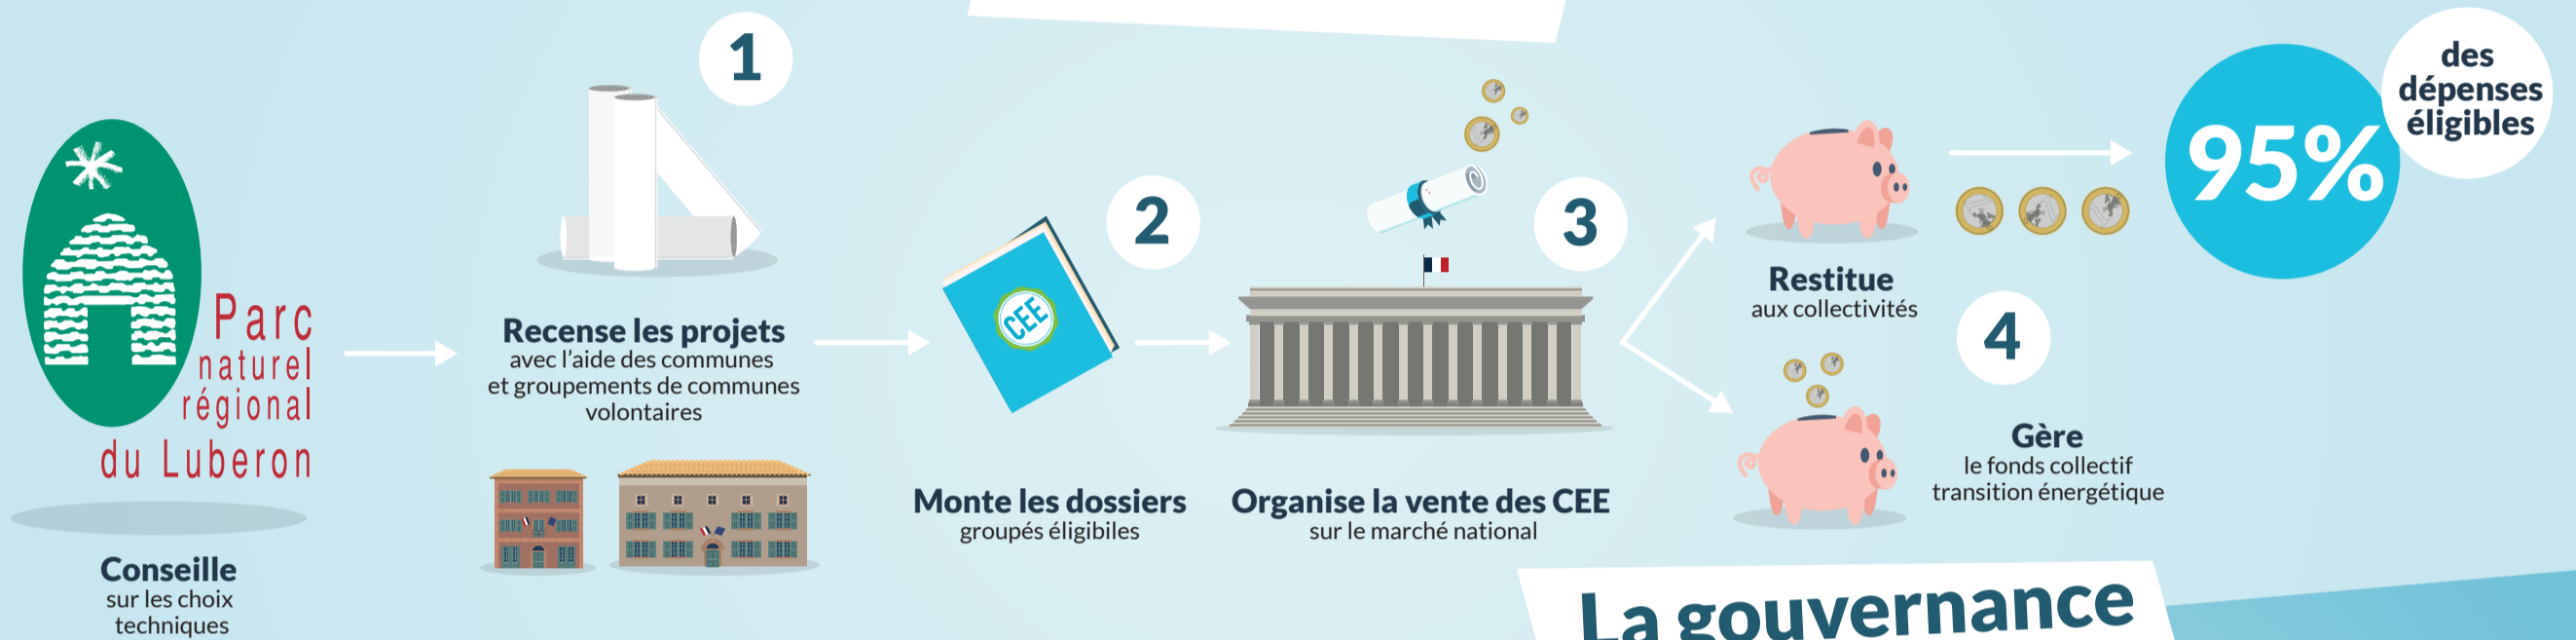 Parc
naturel
régional
du Luberon
Conseille
sur les choix
techniques
1
Recense les projets
avec l'aide des communes
et groupements de communes
volontaires
2
CEE
Monte les dossiers
groupés éligibiles
3
Organise la vente des CEE
sur le marché national
Restitue
aux collectivités
95%
des
dépenses
éligibles
4
Gère
le fonds collectif
transition énergétique
La gouvernance